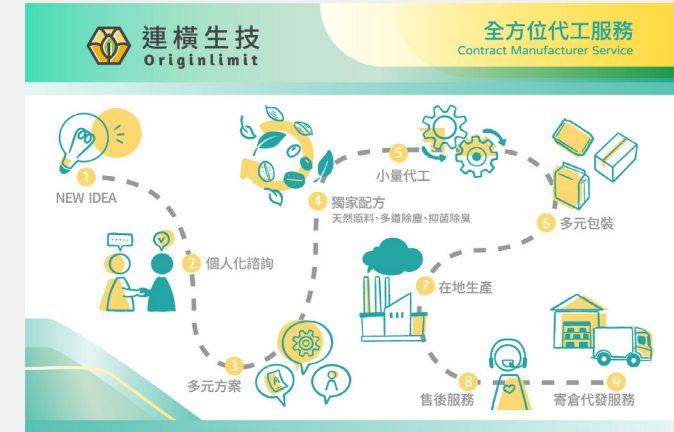 連橫生技
Originlimit
全方位代工服務
Contract Manufacturer Service
1
NEW IDEA
2 個人化諮詢
3
多元方案
A
4 獨家配方
天然原料、多道除塵、抑菌除臭
5
小量代工
6 多元包裝
7 在地生產
8
售後服務
9
寄倉代發服務